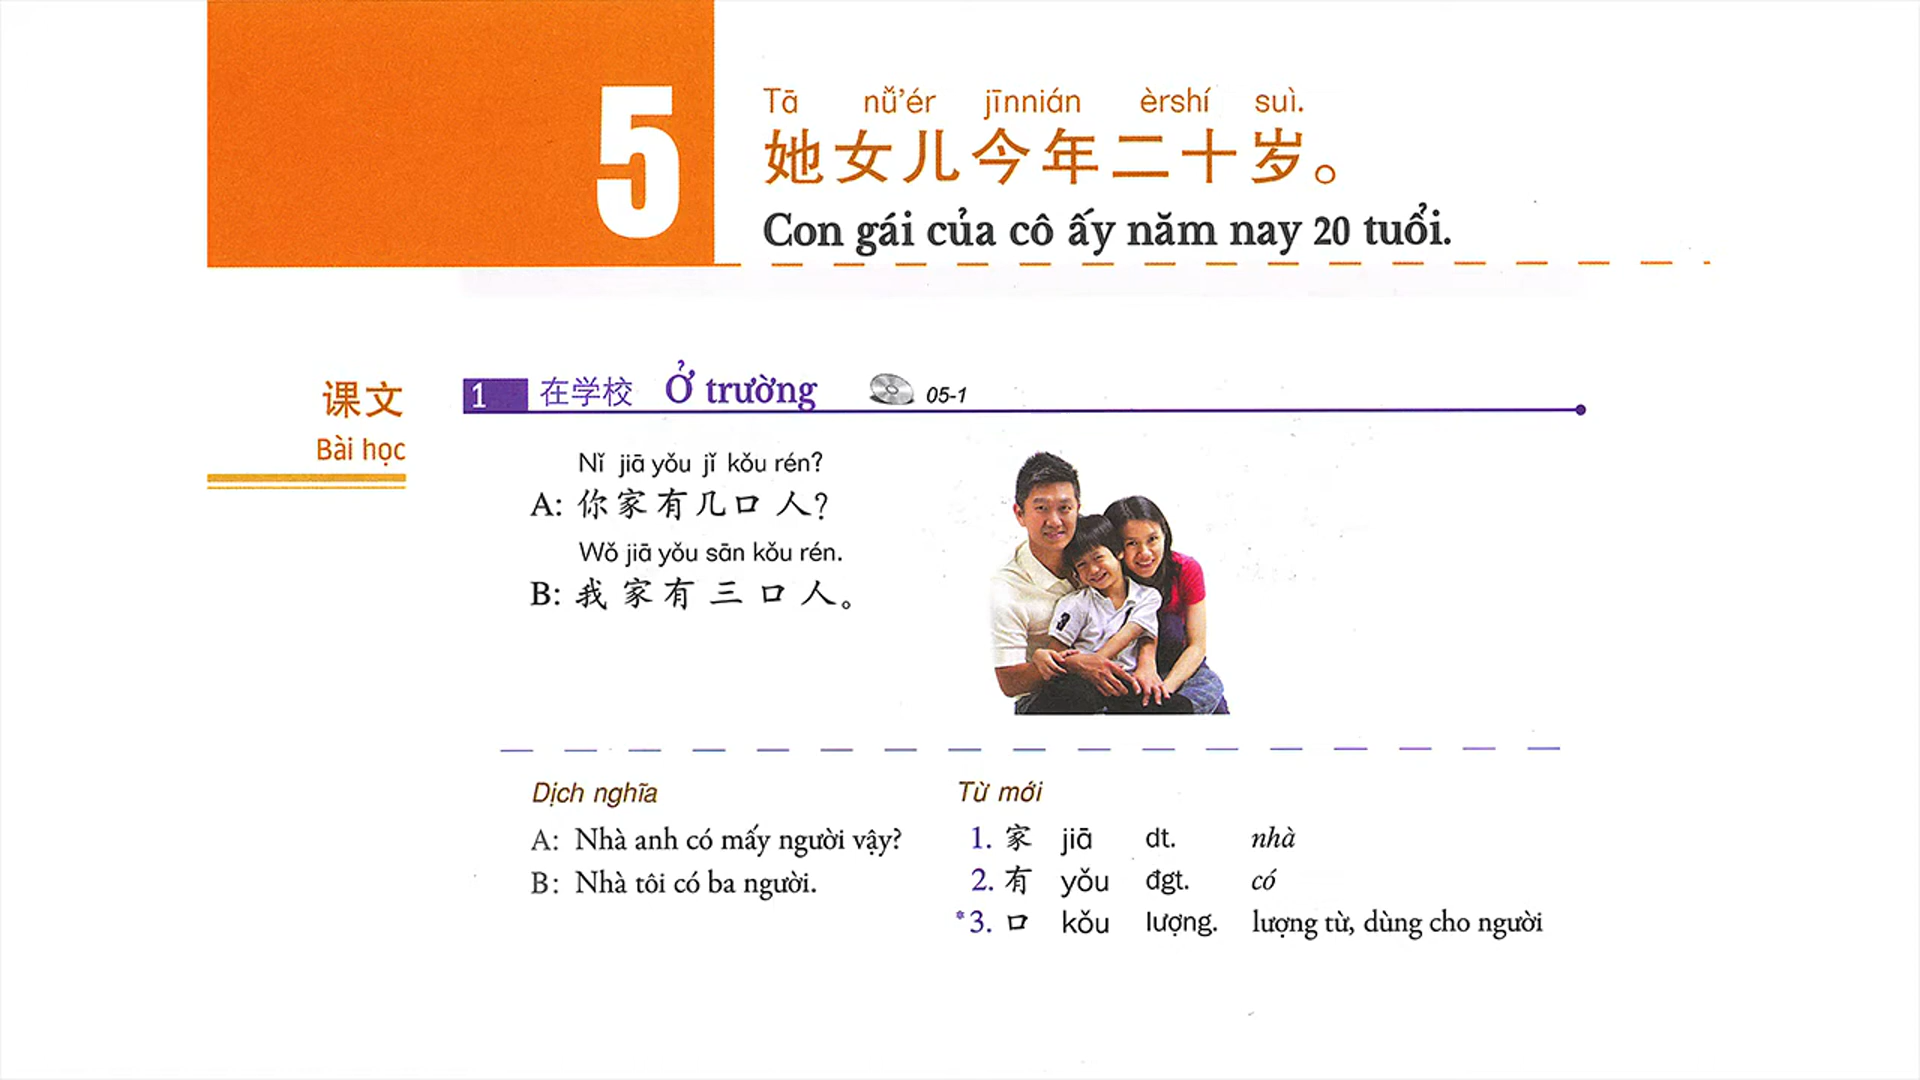 5
Tā nǚ'ér jīnnián èrshí suì.
她女儿今年二十岁。
Con gái của cô ấy năm nay 20 tuổi.
课文
Bài học
1 在学校 Ở trường 05-1
Nǐ jiā yǒu jǐ kǒu rén?
A: 你家有几口人?
Wǒ jiā yǒu sān kǒu rén.
B: 我家有三口人。
Dịch nghĩa
A: Nhà anh có mấy người vậy?
B: Nhà tôi có ba người.
Từ mới
1. 家 jiā dt. nhà
2. 有 yǒu đgt. có
*3. 口 kǒu lượng. lượng từ, dùng cho người